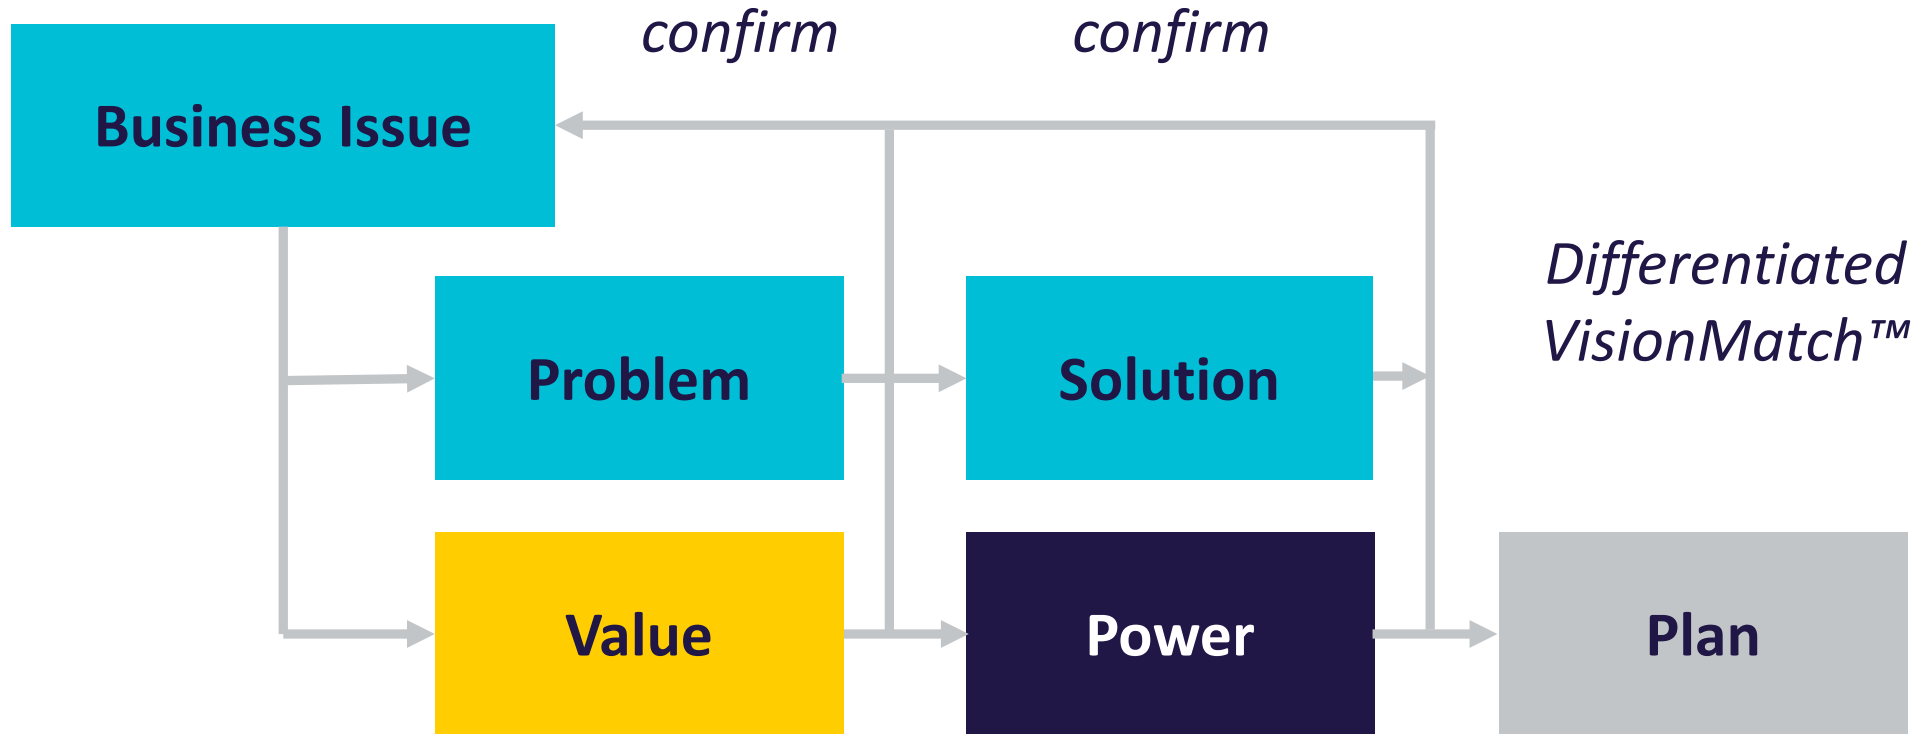 confirm
confirm
Business Issue
Differentiated
VisionMatch™
Problem
Solution
Value
Power
Plan